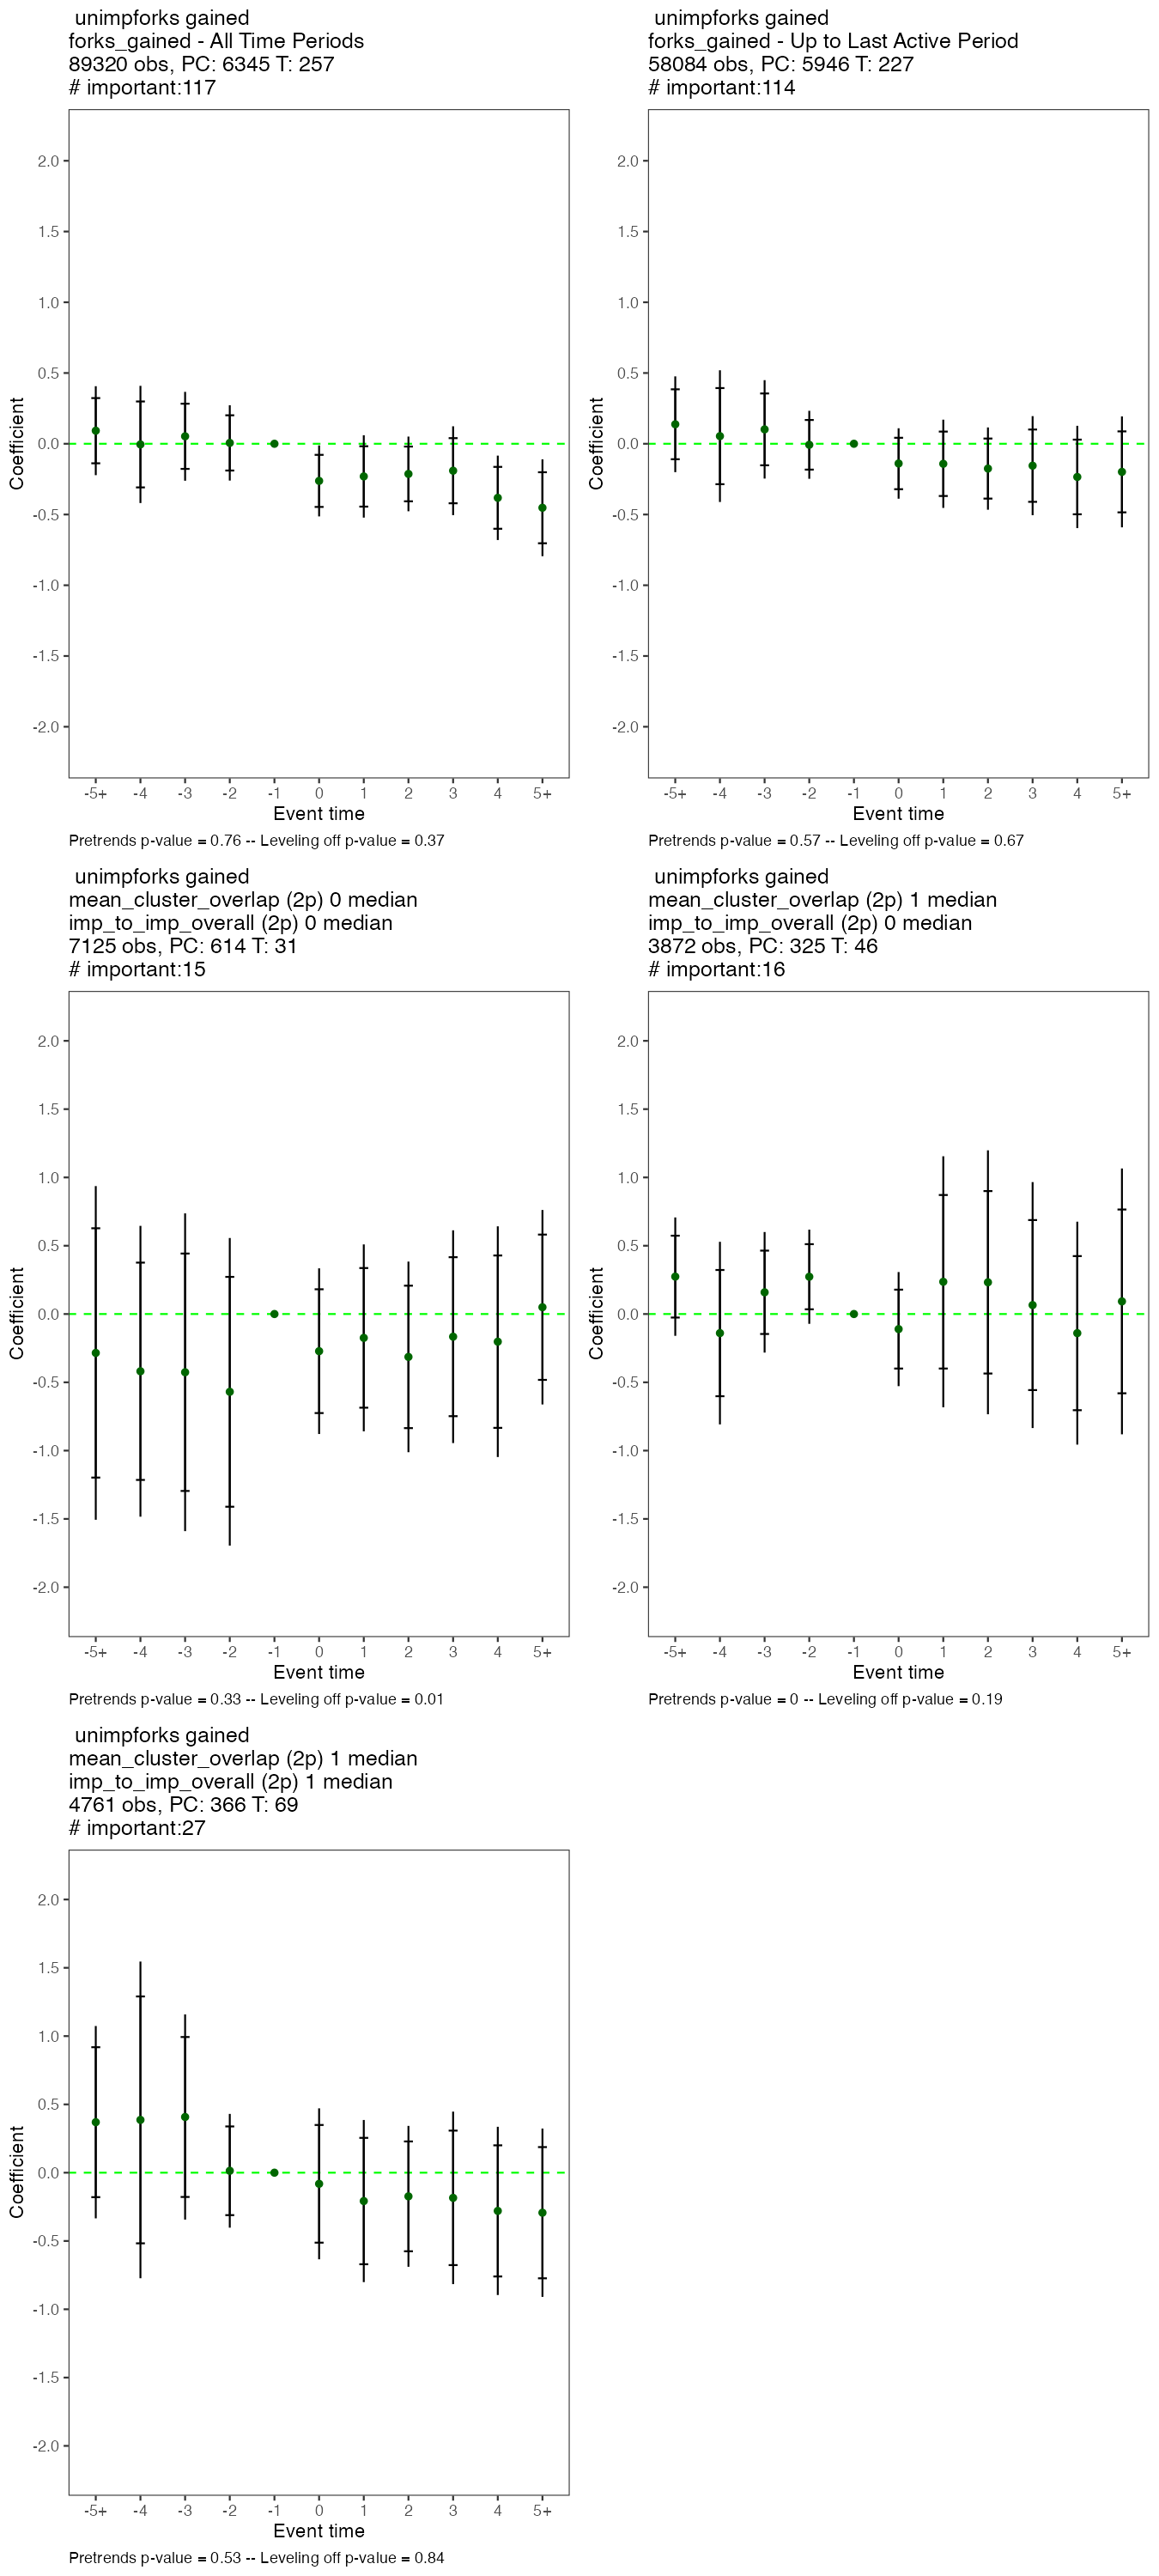 unimpforks gained
forks_gained - All Time Periods
89320 obs, PC: 6345 T: 257
# important:117
2.0
1.5
1.0
0.5
0.0
-0.5
-1.0
-1.5
-2.0
Coefficient
-5+ -4 -3 -2 -1 0 1 2 3 4 5+
Event time
Pretrends p-value = 0.76 -- Leveling off p-value = 0.37
unimpforks gained
forks_gained - Up to Last Active Period
58084 obs, PC: 5946 T: 227
# important:114
2.0
1.5
1.0
0.5
0.0
-0.5
-1.0
-1.5
-2.0
Coefficient
-5+ -4 -3 -2 -1 0 1 2 3 4 5+
Event time
Pretrends p-value = 0.57 -- Leveling off p-value = 0.67
unimpforks gained
mean_cluster_overlap (2p) 0 median
imp_to_imp_overall (2p) 0 median
7125 obs, PC: 614 T: 31
# important:15
2.0
1.5
1.0
0.5
0.0
-0.5
-1.0
-1.5
-2.0
Coefficient
-5+ -4 -3 -2 -1 0 1 2 3 4 5+
Event time
Pretrends p-value = 0.33 -- Leveling off p-value = 0.01
unimpforks gained
mean_cluster_overlap (2p) 1 median
imp_to_imp_overall (2p) 0 median
3872 obs, PC: 325 T: 46
# important:16
2.0
1.5
1.0
0.5
0.0
-0.5
-1.0
-1.5
-2.0
Coefficient
-5+ -4 -3 -2 -1 0 1 2 3 4 5+
Event time
Pretrends p-value = 0 -- Leveling off p-value = 0.19
unimpforks gained
mean_cluster_overlap (2p) 1 median
imp_to_imp_overall (2p) 1 median
4761 obs, PC: 366 T: 69
# important:27
2.0
1.5
1.0
0.5
0.0
-0.5
-1.0
-1.5
-2.0
Coefficient
-5+ -4 -3 -2 -1 0 1 2 3 4 5+
Event time
Pretrends p-value = 0.53 -- Leveling off p-value = 0.84